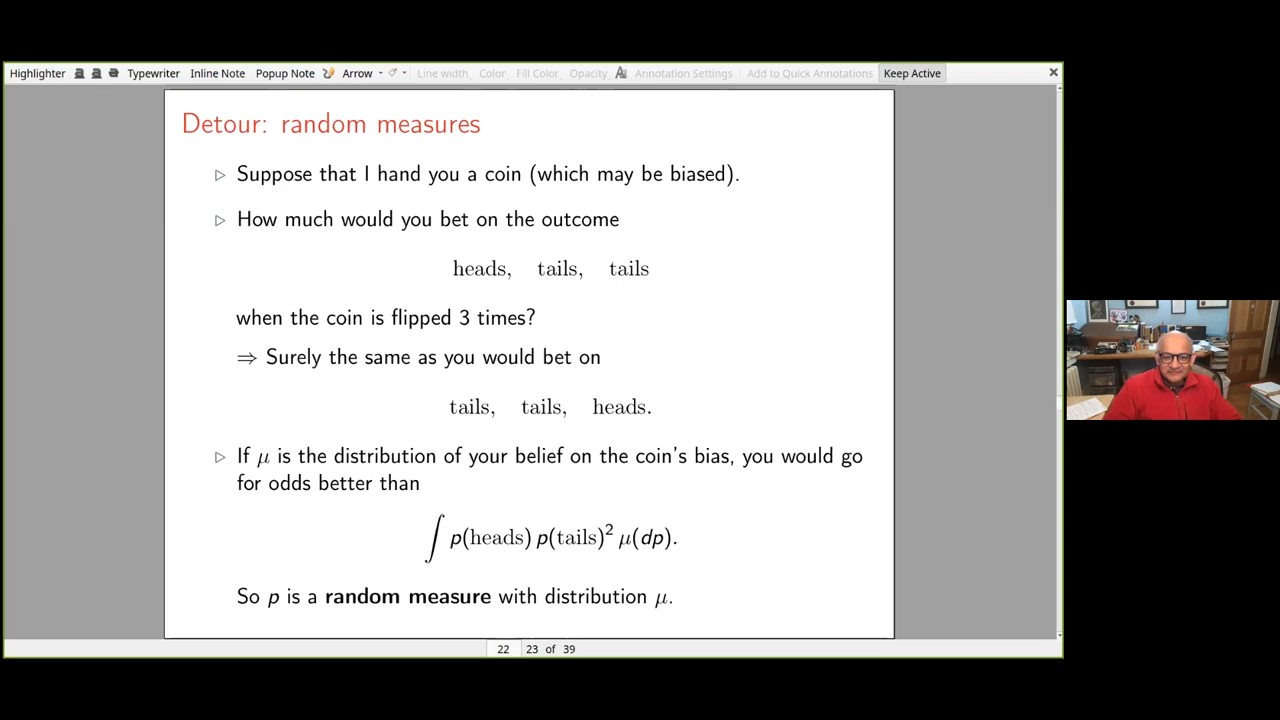 Highlighter Typewriter Inline Note Popup Note Arrow Line width Color Fill Color Opacity Annotation Settings Add to Quick Annotations Keep Active
Detour: random measures
▷ Suppose that I hand you a coin (which may be biased).
▷ How much would you bet on the outcome
heads, tails, tails
when the coin is flipped 3 times?
⇒ Surely the same as you would bet on
tails, tails, heads.
▷ If μ is the distribution of your belief on the coin's bias, you would go
for odds better than
∫ p(heads) p(tails)² μ(dp).
So p is a random measure with distribution μ.
22 23 of 39